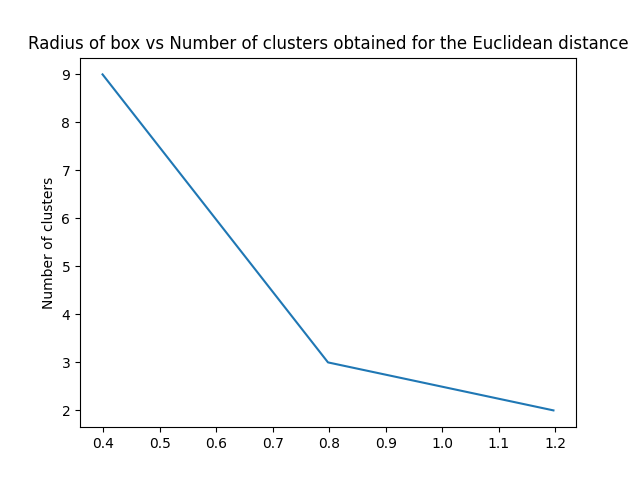 Radius of box vs Number of clusters obtained for the Euclidean distance
Number of clusters
9
8
7
6
5
4
3
2
0.4 0.5 0.6 0.7 0.8 0.9 1.0 1.1 1.2